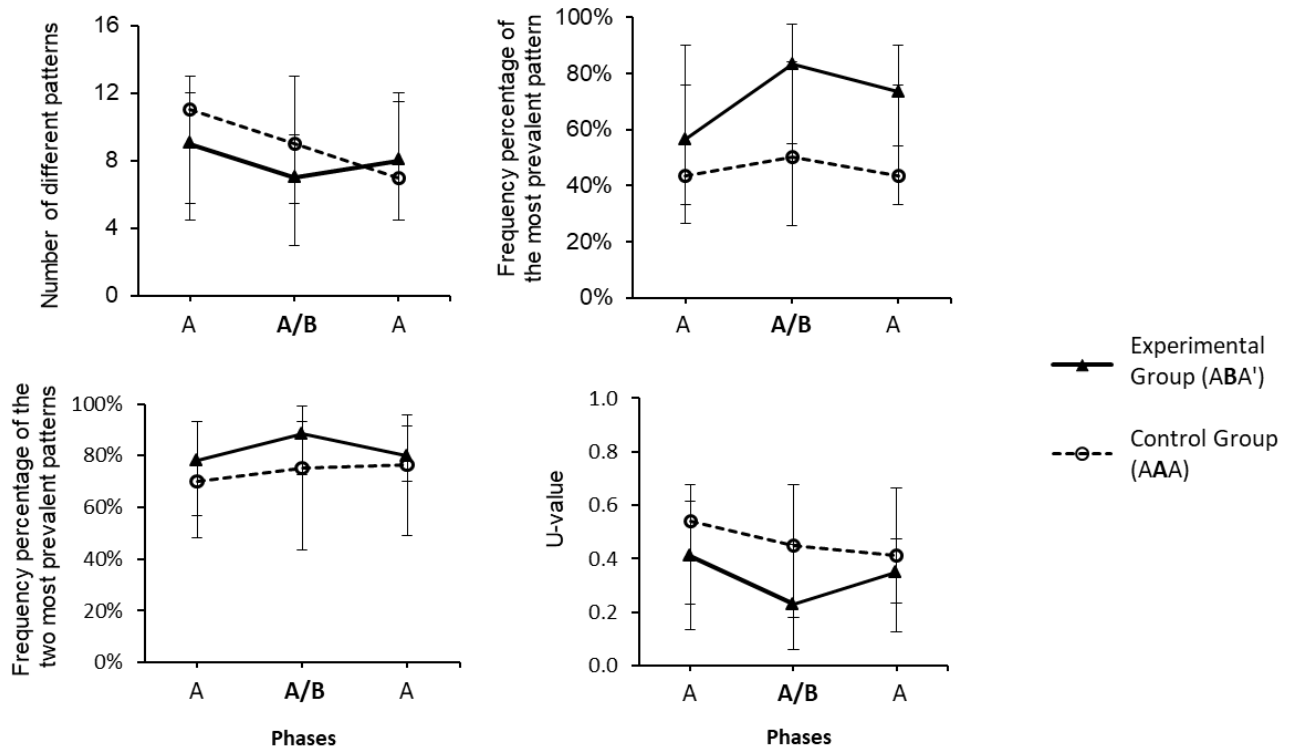 Number of different patterns
16
12
8
4
0
A
A/B
A
Frequency percentage of
the most prevalent pattern
100%
80%
60%
40%
20%
0%
A
A/B
A
Frequency percentage of the
two most prevalent patterns
100%
80%
60%
40%
20%
0%
A
A/B
A
Phases
U-value
1.0
0.8
0.6
0.4
0.2
0.0
A
A/B
A
Phases
Experimental
Group (ABA')
Control Group
(AAA)